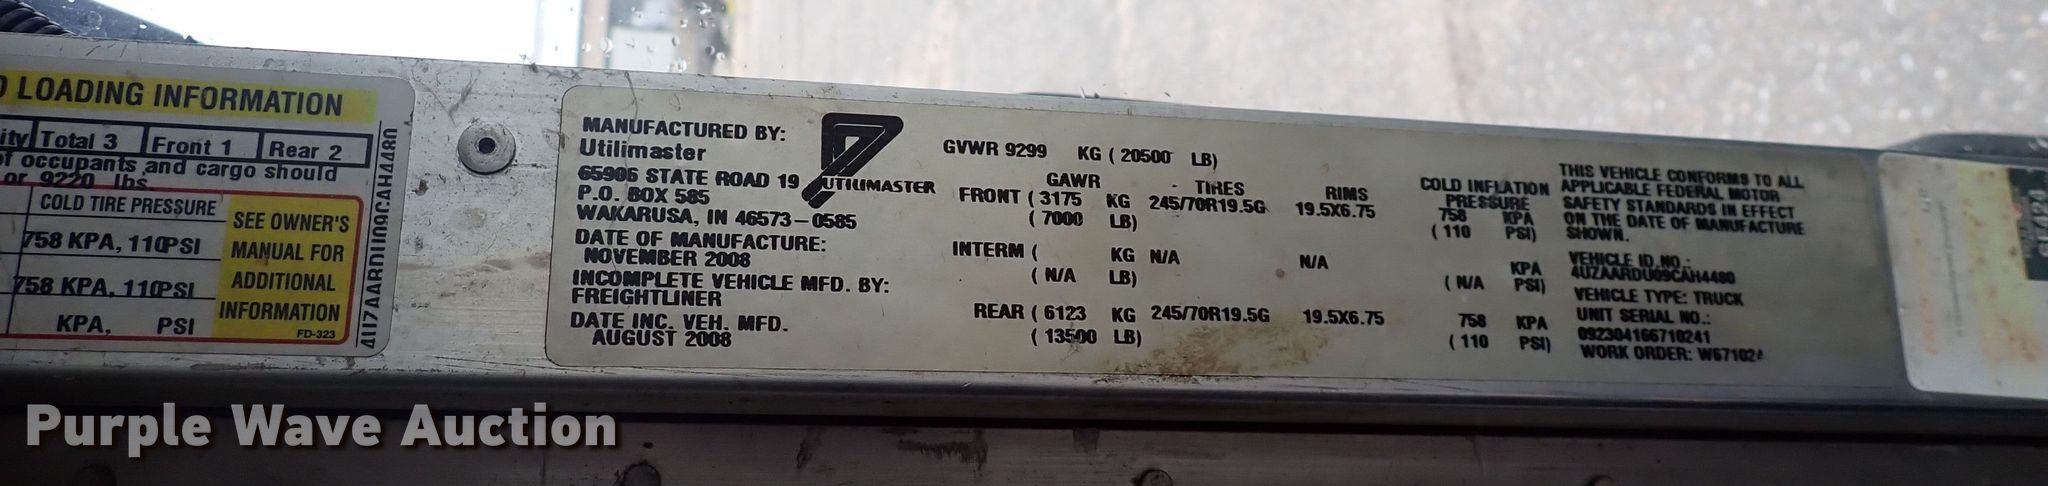 LOADING INFORMATION
Total 3 Front 1 Rear 2
of occupants and cargo should
or 9220 lbs.
COLD TIRE PRESSURE
758 KPA, 110PSI
758 KPA, 110PSI
KPA, PSI
SEE OWNER'S
MANUAL FOR
ADDITIONAL
INFORMATION
FD-323
4UZAARDU09CAH4480
MANUFACTURED BY:
Utilimaster
65906 STATE ROAD 19
P.O. BOX 585
WAKARUSA, IN 46573-0585
DATE OF MANUFACTURE:
NOVEMBER 2008
INCOMPLETE VEHICLE MFD. BY:
FREIGHTLINER
DATE INC. VEH. MFD.
AUGUST 2008
UTILIMASTER
GVWR 9299 KG ( 20500 LB)
GAWR TIRES RIMS COLD INFLATION
PRESSURE
FRONT ( 3175 KG 245/70R19.5G 19.5X6.75 758 KPA
( 7000 LB) ( 110 PSI)
INTERM ( KG N/A N/A KPA
( N/A LB) ( N/A PSI)
REAR ( 6123 KG 245/70R19.5G 19.5X6.75 758 KPA
( 13500 LB) ( 110 PSI)
THIS VEHICLE CONFORMS TO ALL
APPLICABLE FEDERAL MOTOR
SAFETY STANDARDS IN EFFECT
ON THE DATE OF MANUFACTURE
SHOWN.
VEHICLE ID.NO.:
4UZAARDU09CAH4480
VEHICLE TYPE: TRUCK
UNIT SERIAL NO.:
092304166710241
WORK ORDER: W67102A
Purple Wave Auction